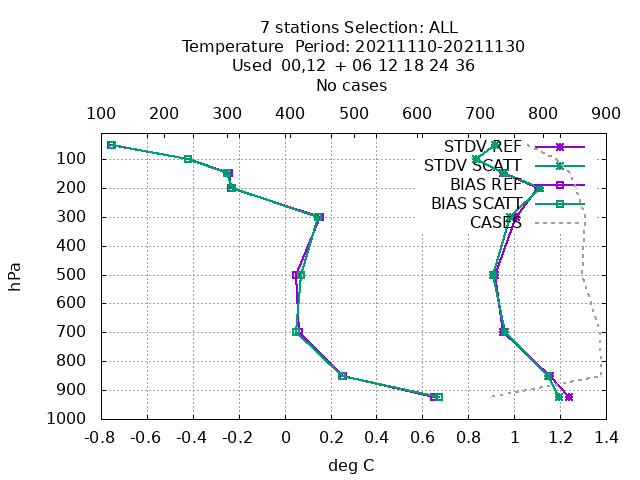 7 stations Selection: ALL
Temperature  Period: 20211110-20211130
Used  00,12  + 06 12 18 24 36
No cases
100 200 300 400 500 600 700 800 900
STDV REF
STDV SCATT
BIAS REF
BIAS SCATT
CASES
100
200
300
400
500
600
700
800
900
1000
hPa
-0.8 -0.6 -0.4 -0.2 0 0.2 0.4 0.6 0.8 1 1.2 1.4
deg C